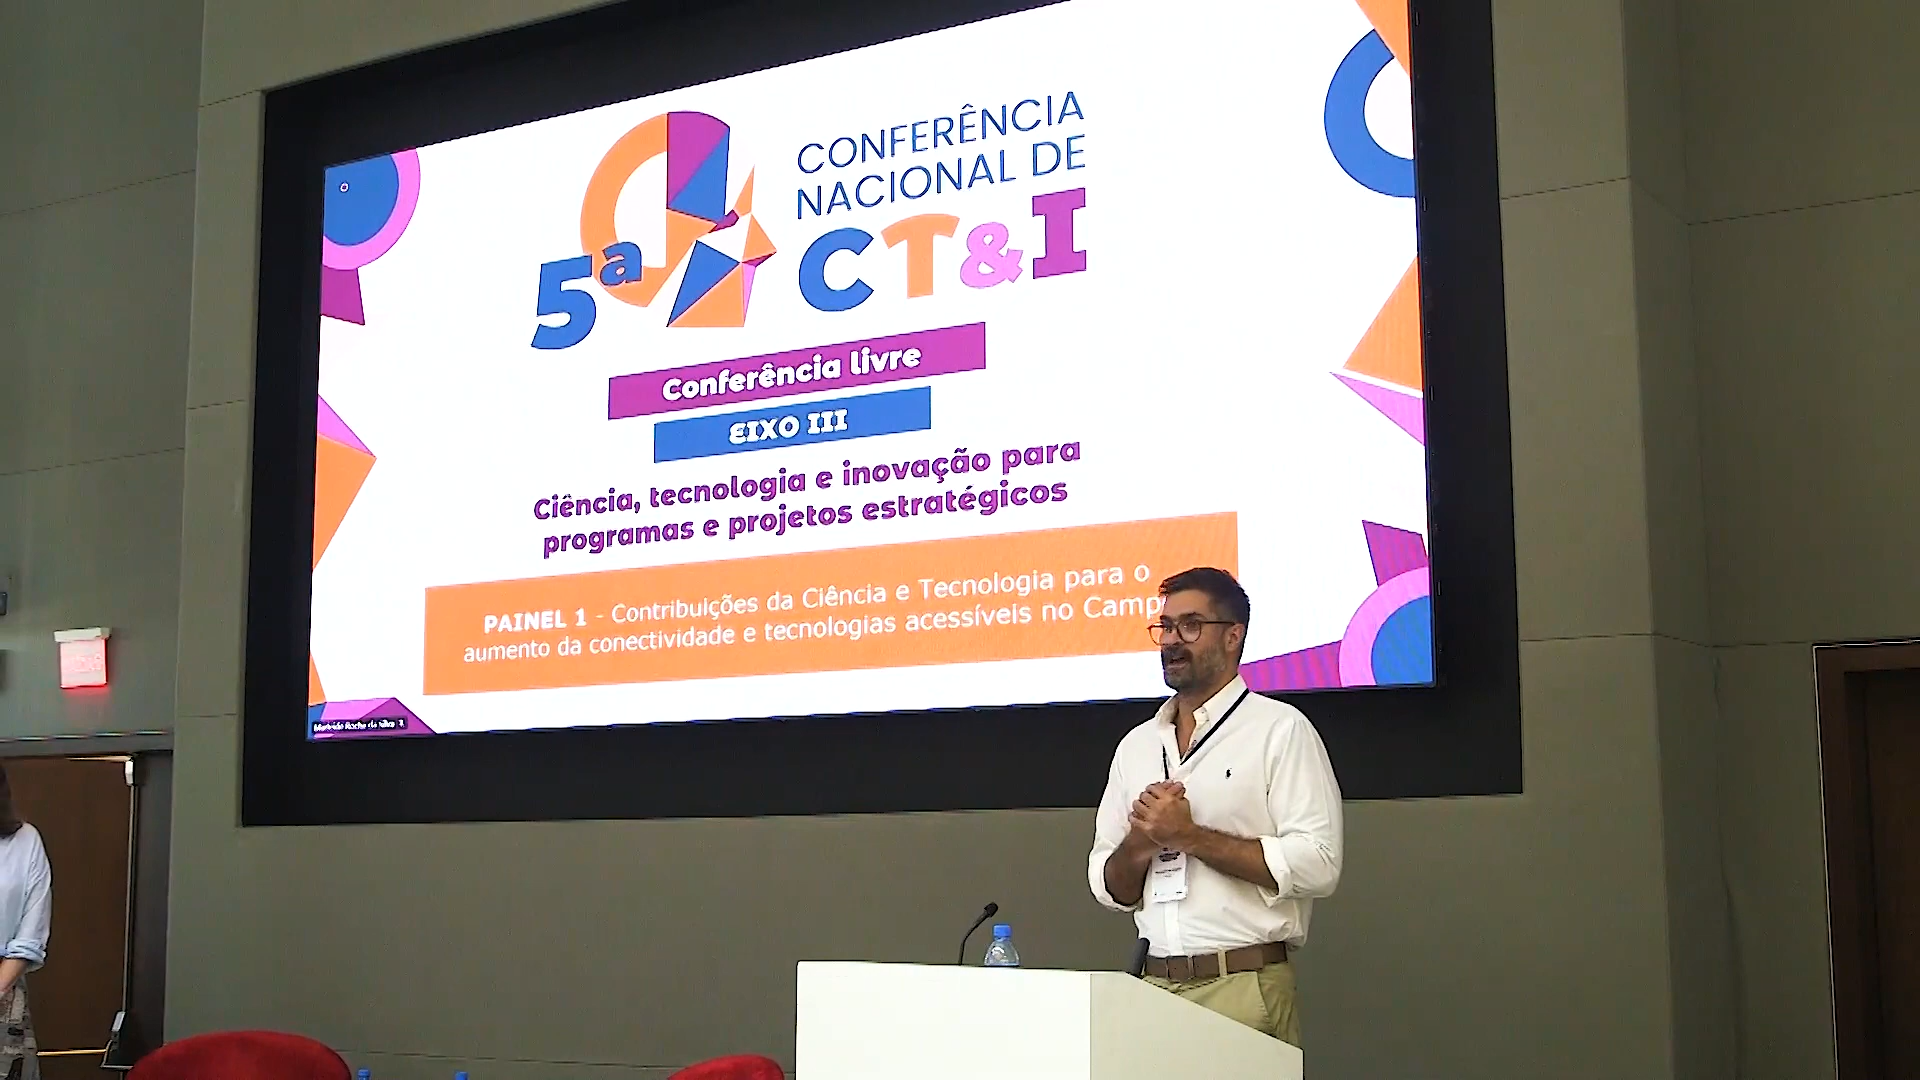 CONFERÊNCIA
NACIONAL DE
5ª CT&I
Conferência livre
EIXO III
Ciência, tecnologia e inovação para
programas e projetos estratégicos
PAINEL 1 - Contribuições da Ciência e Tecnologia para o
aumento da conectividade e tecnologias acessíveis no Camp